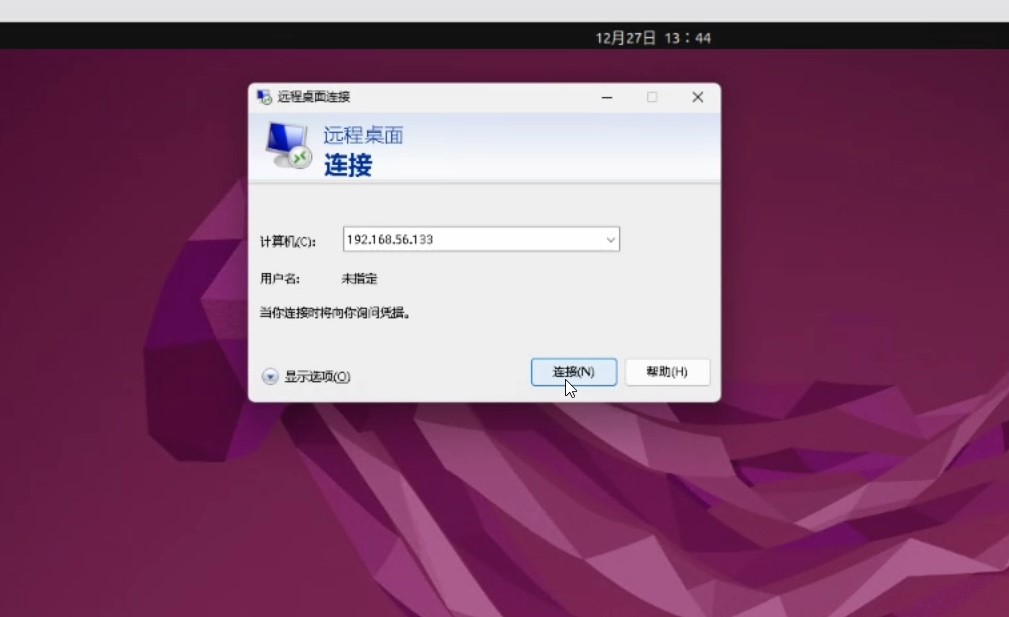 12月27日 13：44
远程桌面连接
远程桌面
连接
计算机(C): 192.168.56.133
用户名: 未指定
当你连接时将向你询问凭据。
显示选项(O) 连接(N) 帮助(H)